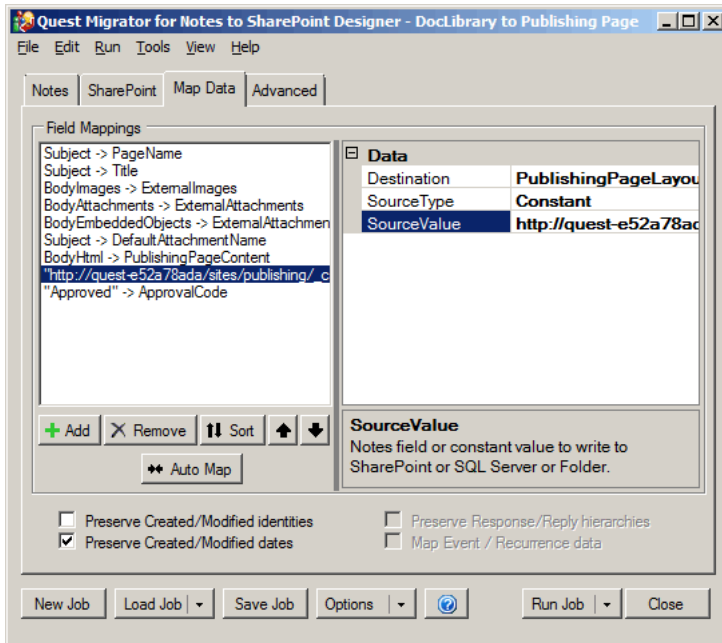 Quest Migrator for Notes to SharePoint Designer - DocLibrary to Publishing Page
File Edit Run Tools View Help
Notes SharePoint Map Data Advanced
Field Mappings
Subject -> PageName
Subject -> Title
BodyImages -> ExternalImages
BodyAttachments -> ExternalAttachments
BodyEmbeddedObjects -> ExternalAttachmen
Subject -> DefaultAttachmentName
BodyHtml -> PublishingPageContent
"http://quest-e52a78ada/sites/publishing/_c
"Approved" -> ApprovalCode
Data
Destination PublishingPageLayou
SourceType Constant
SourceValue http://quest-e52a78ad
Add Remove Sort
Auto Map
SourceValue
Notes field or constant value to write to
SharePoint or SQL Server or Folder.
Preserve Created/Modified identities
Preserve Response/Reply hierarchies
Preserve Created/Modified dates
Map Event / Recurrence data
New Job Load Job Save Job Options Run Job Close